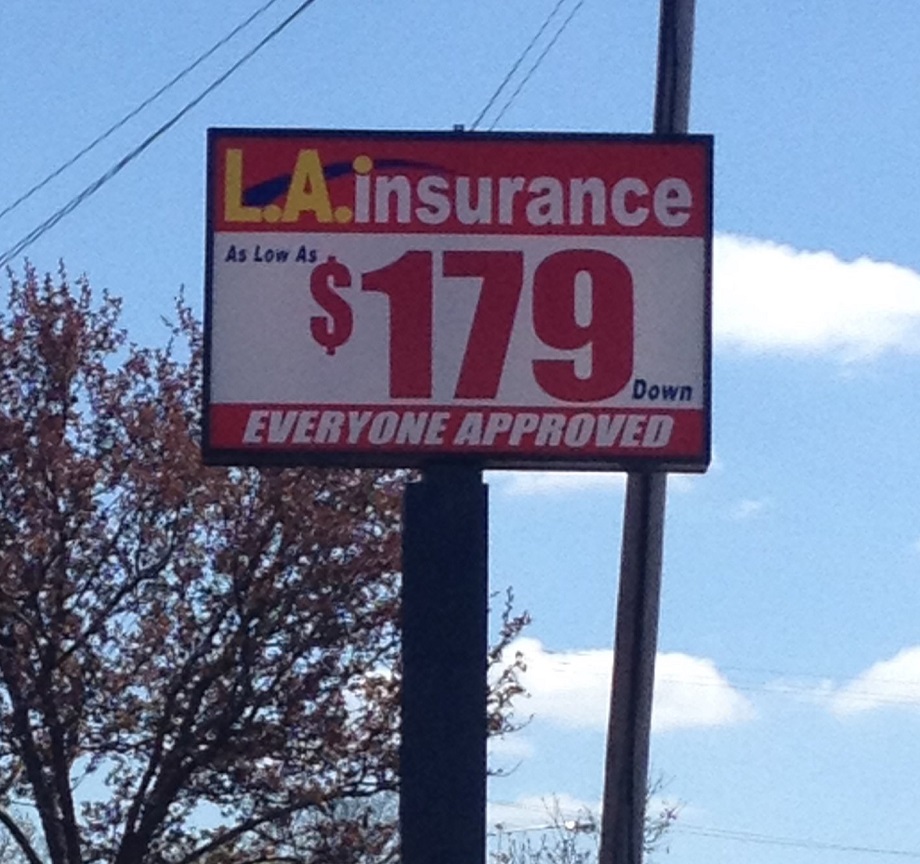 L.A.insurance
As Low As
$179
Down
EVERYONE APPROVED